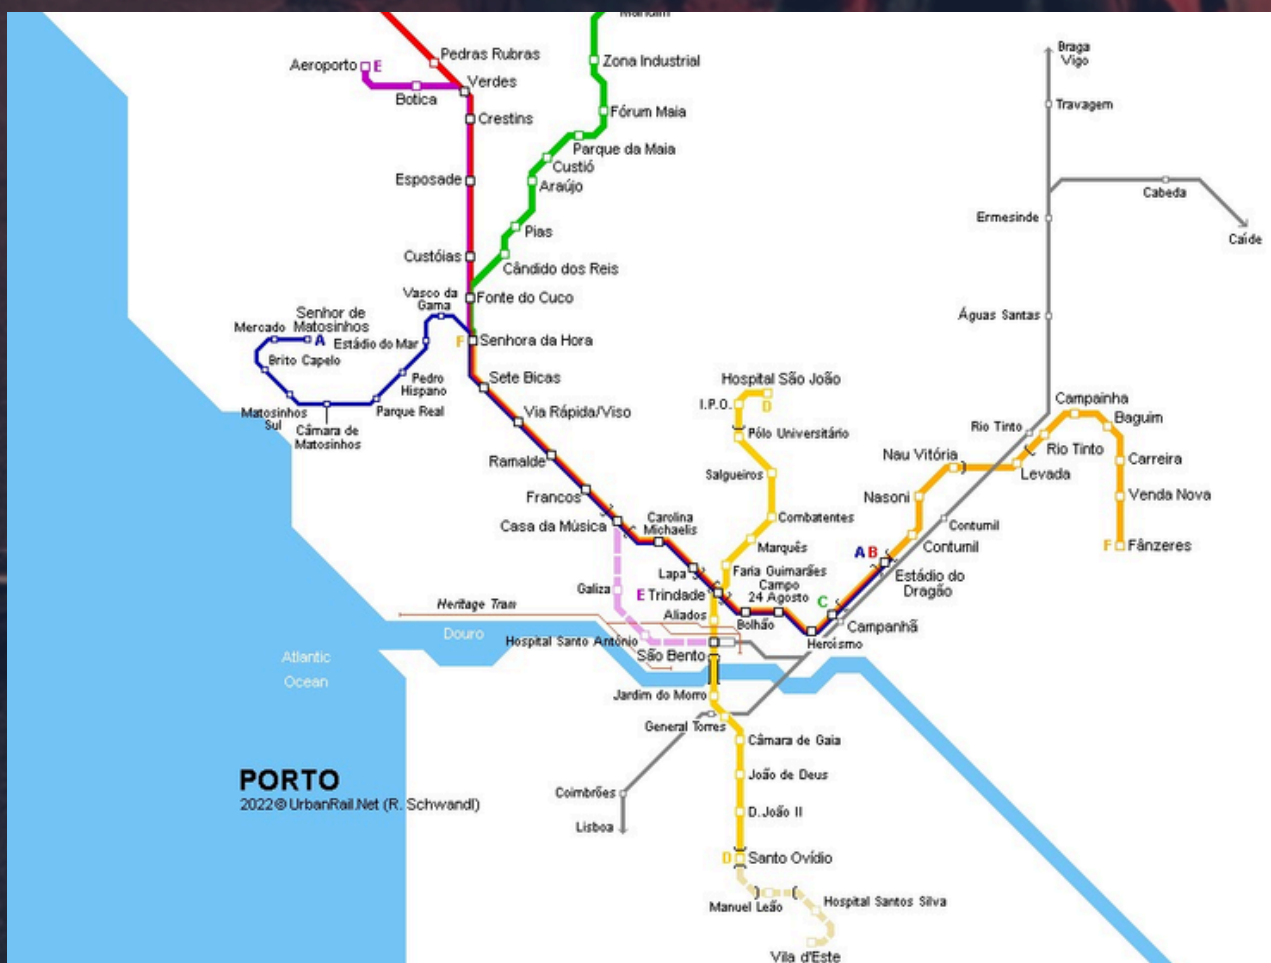 Mandim
Braga
Vigo
Pedras Rubras
Zona Industrial
Aeroporto E
Verdes
Botica
Travagem
Fórum Maia
Crestins
Parque da Maia
Custió
Esposade
Araújo
Cabeda
Ermesinde
Pias
Caíde
Custóias
Cândido dos Reis
Vasco da
Gama
Fonte do Cuco
Senhor de
Matosinhos
A
Mercado
Águas Santas
Estádio do Mar
F
Senhora da Hora
Brito Capelo
Pedro
Hispano
Sete Bicas
Hospital São João
D
I.P.O.
Matosinhos
Sul
Câmara de
Matosinhos
Parque Real
Via Rápida/Viso
Campainha
Baguim
Rio Tinto
Pólo Universitário
Rio Tinto
Nau Vitória
Ramalde
Levada
Carreira
Salgueiros
Francos
Nasoni
Venda Nova
Casa da Música
Carolina
Michaelis
Combatentes
Contumil
Contumil
Marquês
A B
F
Fânzeres
Lapa
Faria Guimarães
Estádio do
Dragão
Galiza
E
Trindade
Campo
24 Agosto
C
Heritage Tram
Aliados
Bolhão
Campanhã
Douro
Hospital Santo António
Heroísmo
São Bento
Atlantic
Ocean
Jardim do Morro
General Torres
Câmara de Gaia
PORTO
João de Deus
2022@UrbanRail.Net (R. Schwandl)
Coimbrões
D.João II
Lisboa
D
Santo Ovídio
Manuel Leão
Hospital Santos Silva
Vila d'Este